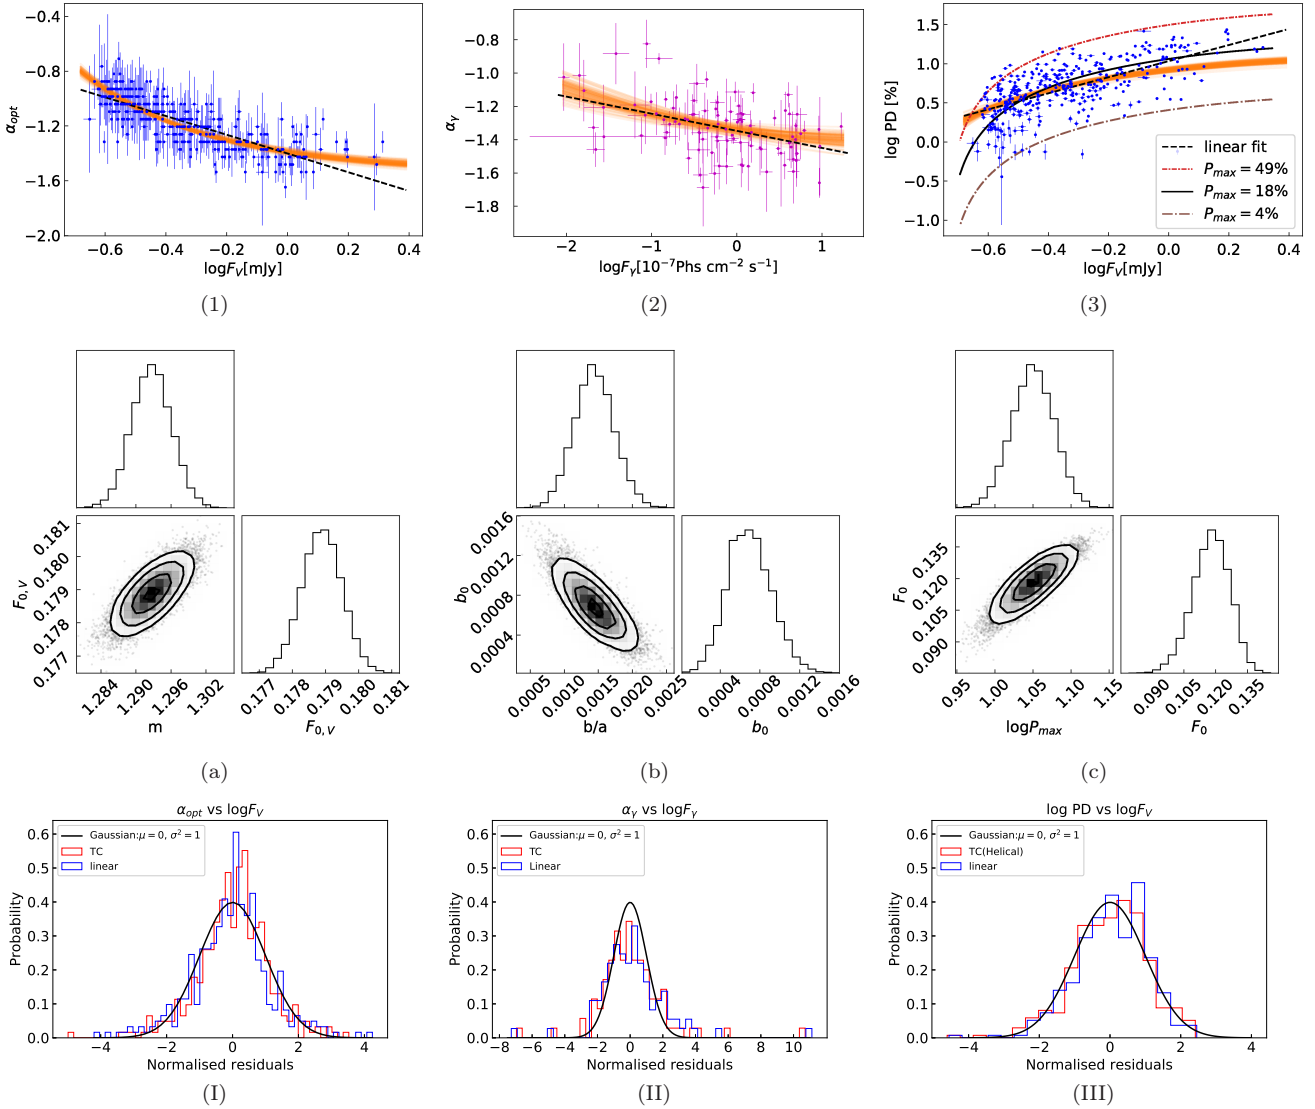 −0.4
−0.8
−1.2
−1.6
−2.0
α_opt
−0.6 −0.4 −0.2 0.0 0.2 0.4
logF_V[mJy]
(1)
−0.8
−1.0
−1.2
−1.4
−1.6
−1.8
α_γ
−2 −1 0 1
logF_γ[10^−7Phs cm^−2 s^−1]
(2)
1.5
1.0
0.5
0.0
−0.5
−1.0
log PD [%]
linear fit
P_max = 49%
P_max = 18%
P_max = 4%
−0.6 −0.4 −0.2 0.0 0.2 0.4
logF_V[mJy]
(3)
0.181
0.180
0.179
0.178
0.177
F_0,V
1.284 1.290 1.296 1.302
m
0.177 0.178 0.179 0.180 0.181
F_0,V
(a)
0.0016
0.0012
0.0008
0.0004
b_0
0.0005 0.0010 0.0015 0.0020 0.0025
b/a
0.0004 0.0008 0.0012 0.0016
b_0
(b)
0.135
0.120
0.105
0.090
F_0
0.95 1.00 1.05 1.10 1.15
logP_max
0.090 0.105 0.120 0.135
F_0
(c)
α_opt vs logF_V
0.6
0.5
0.4
0.3
0.2
0.1
0.0
Probability
Gaussian:μ = 0, σ² = 1
TC
linear
−4 −2 0 2 4
Normalised residuals
(I)
α_γ vs logF_γ
0.6
0.5
0.4
0.3
0.2
0.1
0.0
Probability
Gaussian:μ = 0, σ² = 1
TC
Linear
−8 −6 −4 −2 0 2 4 6 8 10
Normalised residuals
(II)
log PD vs logF_V
0.6
0.5
0.4
0.3
0.2
0.1
0.0
Probability
Gaussian:μ = 0, σ² = 1
TC(Helical)
Linear
−4 −2 0 2 4
Normalised residuals
(III)